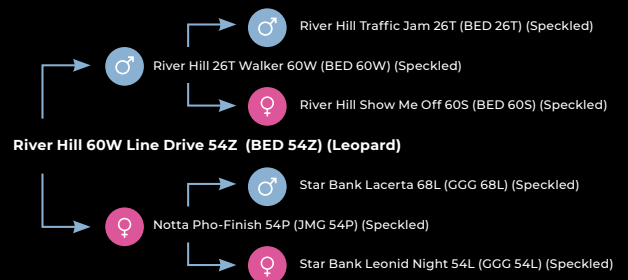 River Hill Traffic Jam 26T (BED 26T) (Speckled)
River Hill 26T Walker 60W (BED 60W) (Speckled)
River Hill Show Me Off 60S (BED 60S) (Speckled)
River Hill 60W Line Drive 54Z (BED 54Z) (Leopard)
Star Bank Lacerta 68L (GGG 68L) (Speckled)
Notta Pho-Finish 54P (JMG 54P) (Speckled)
Star Bank Leonid Night 54L (GGG 54L) (Speckled)